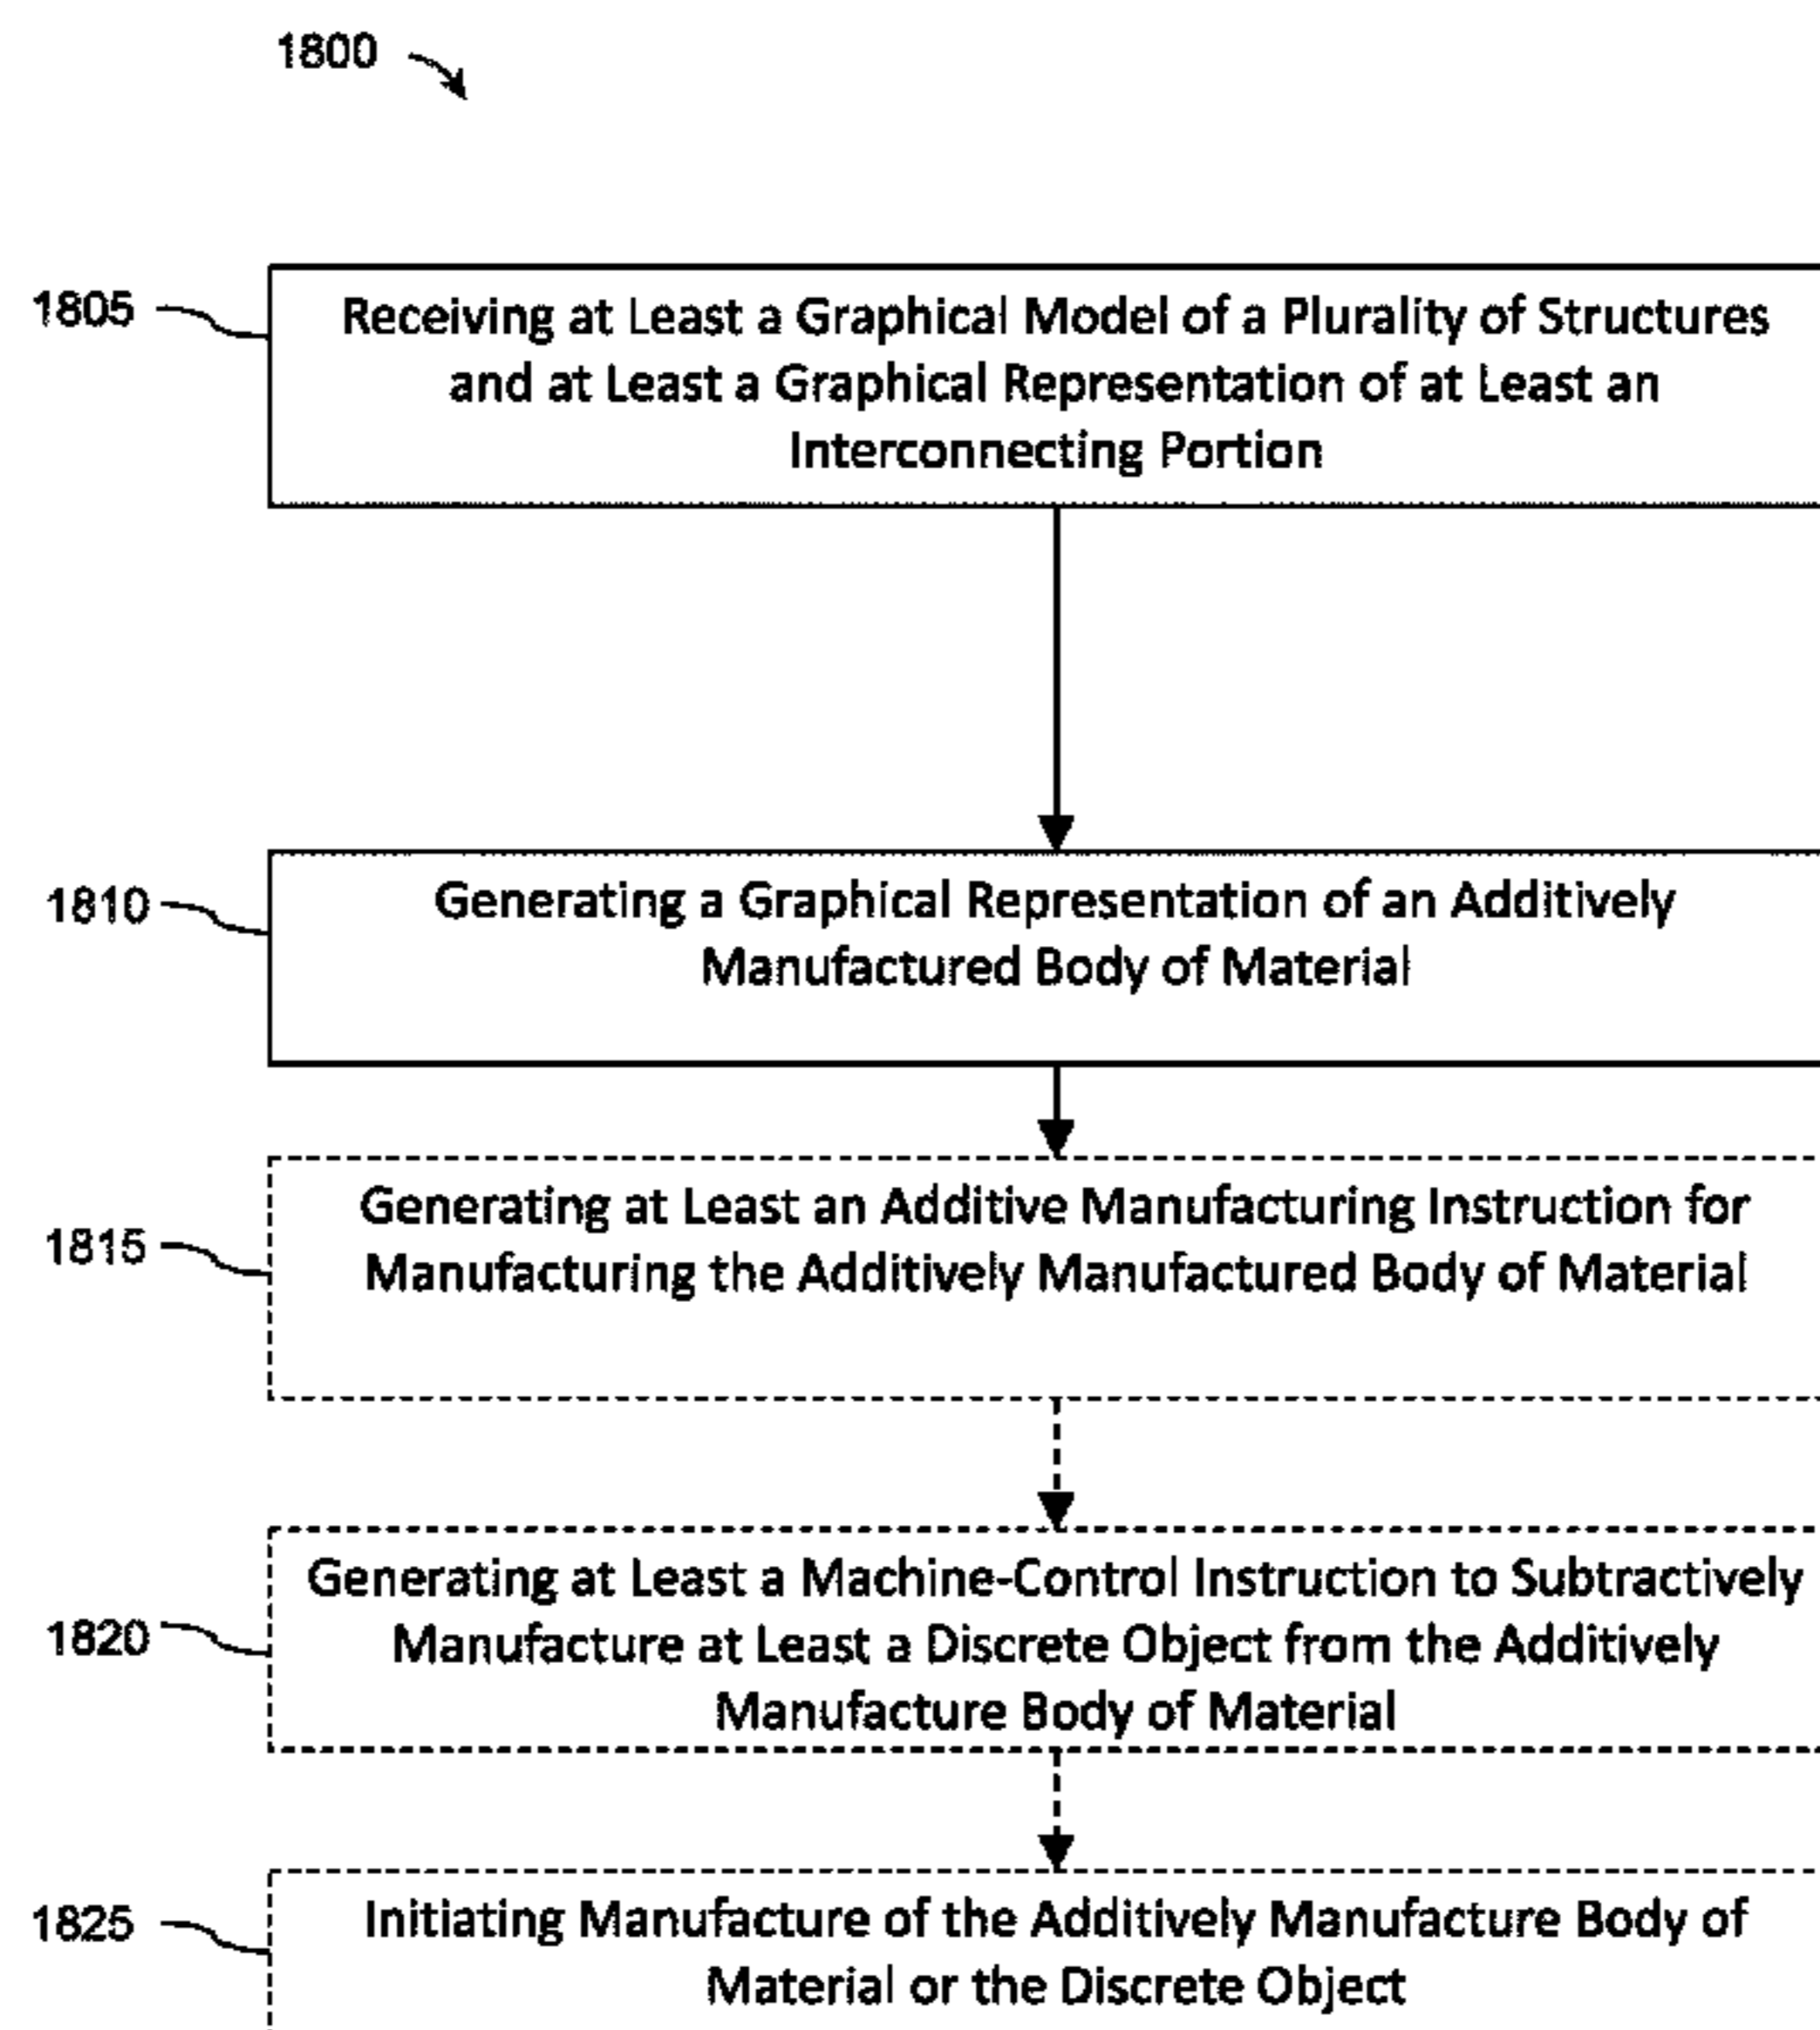 1800
1805
Receiving at Least a Graphical Model of a Plurality of Structures
and at Least a Graphical Representation of at Least an
Interconnecting Portion
1810
Generating a Graphical Representation of an Additively
Manufactured Body of Material
1815
Generating at Least an Additive Manufacturing Instruction for
Manufacturing the Additively Manufactured Body of Material
1820
Generating at Least a Machine-Control Instruction to Subtractively
Manufacture at Least a Discrete Object from the Additively
Manufacture Body of Material
1825
Initiating Manufacture of the Additively Manufacture Body of
Material or the Discrete Object